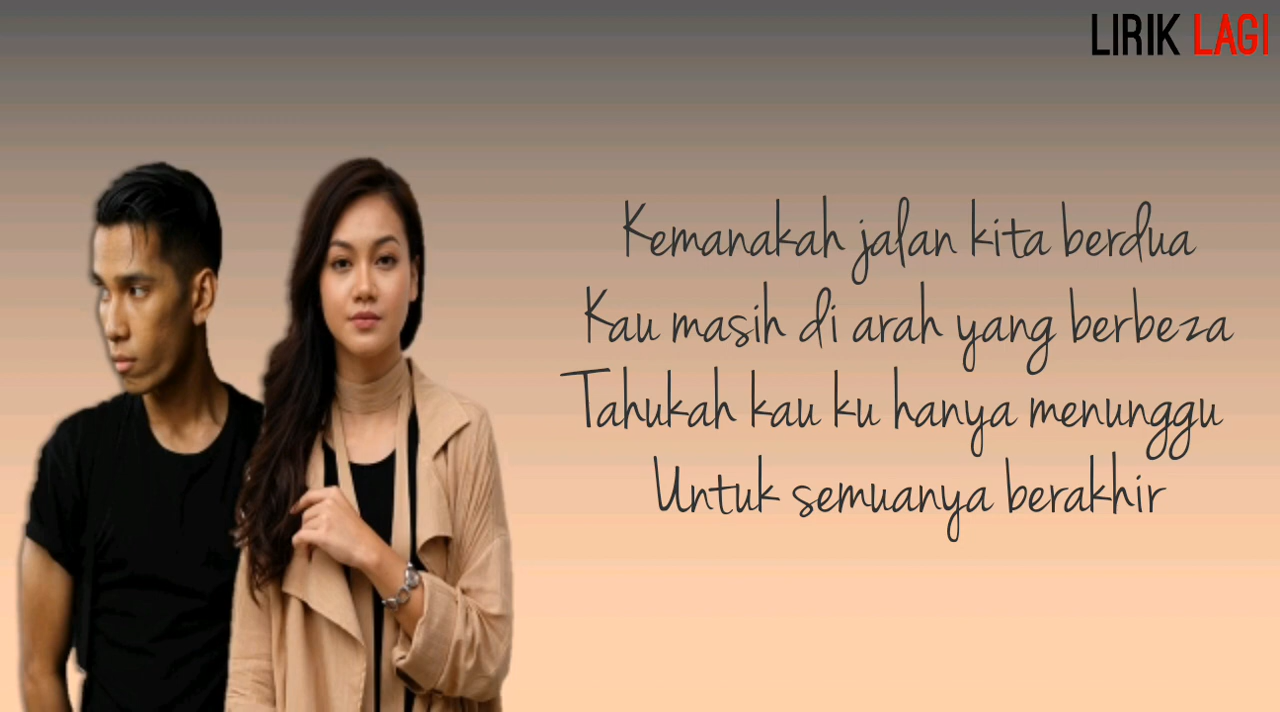 LIRIK LAGI
Kemanakah jalan kita berdua
Kau masih di arah yang berbeza
Tahukah kau ku hanya menunggu
Untuk semuanya berakhir